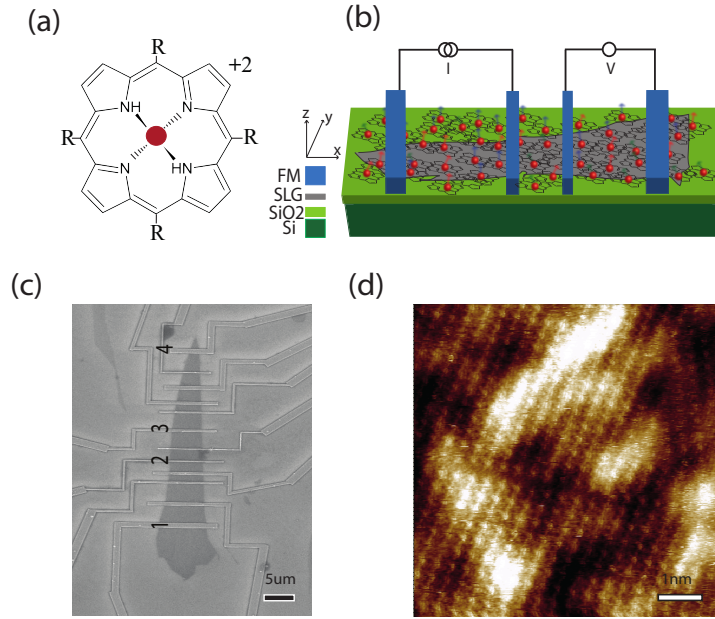 (a)
R
+2
NH
N
R
R
N
HN
R
(b)
I
V
z
y
x
FM
SLG
SiO2
Si
(c)
4
3
2
1
5um
(d)
1nm